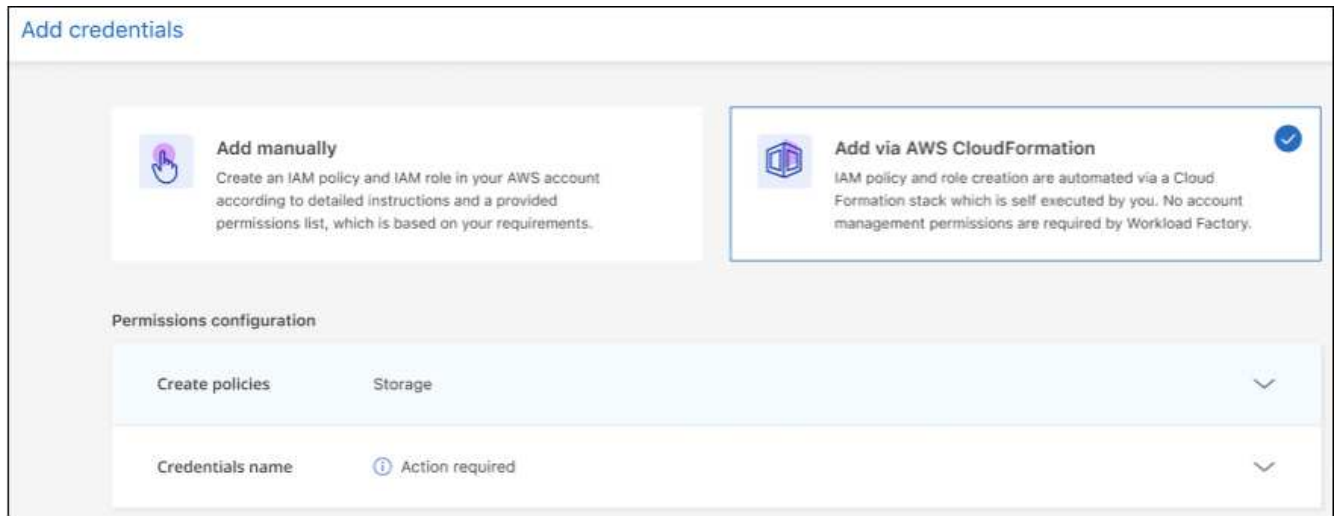 Add credentials
Add manually
Create an IAM policy and IAM role in your AWS account
according to detailed instructions and a provided
permissions list, which is based on your requirements.
Add via AWS CloudFormation
IAM policy and role creation are automated via a Cloud
Formation stack which is self executed by you. No account
management permissions are required by Workload Factory.
Permissions configuration
Create policies Storage
Credentials name Action required